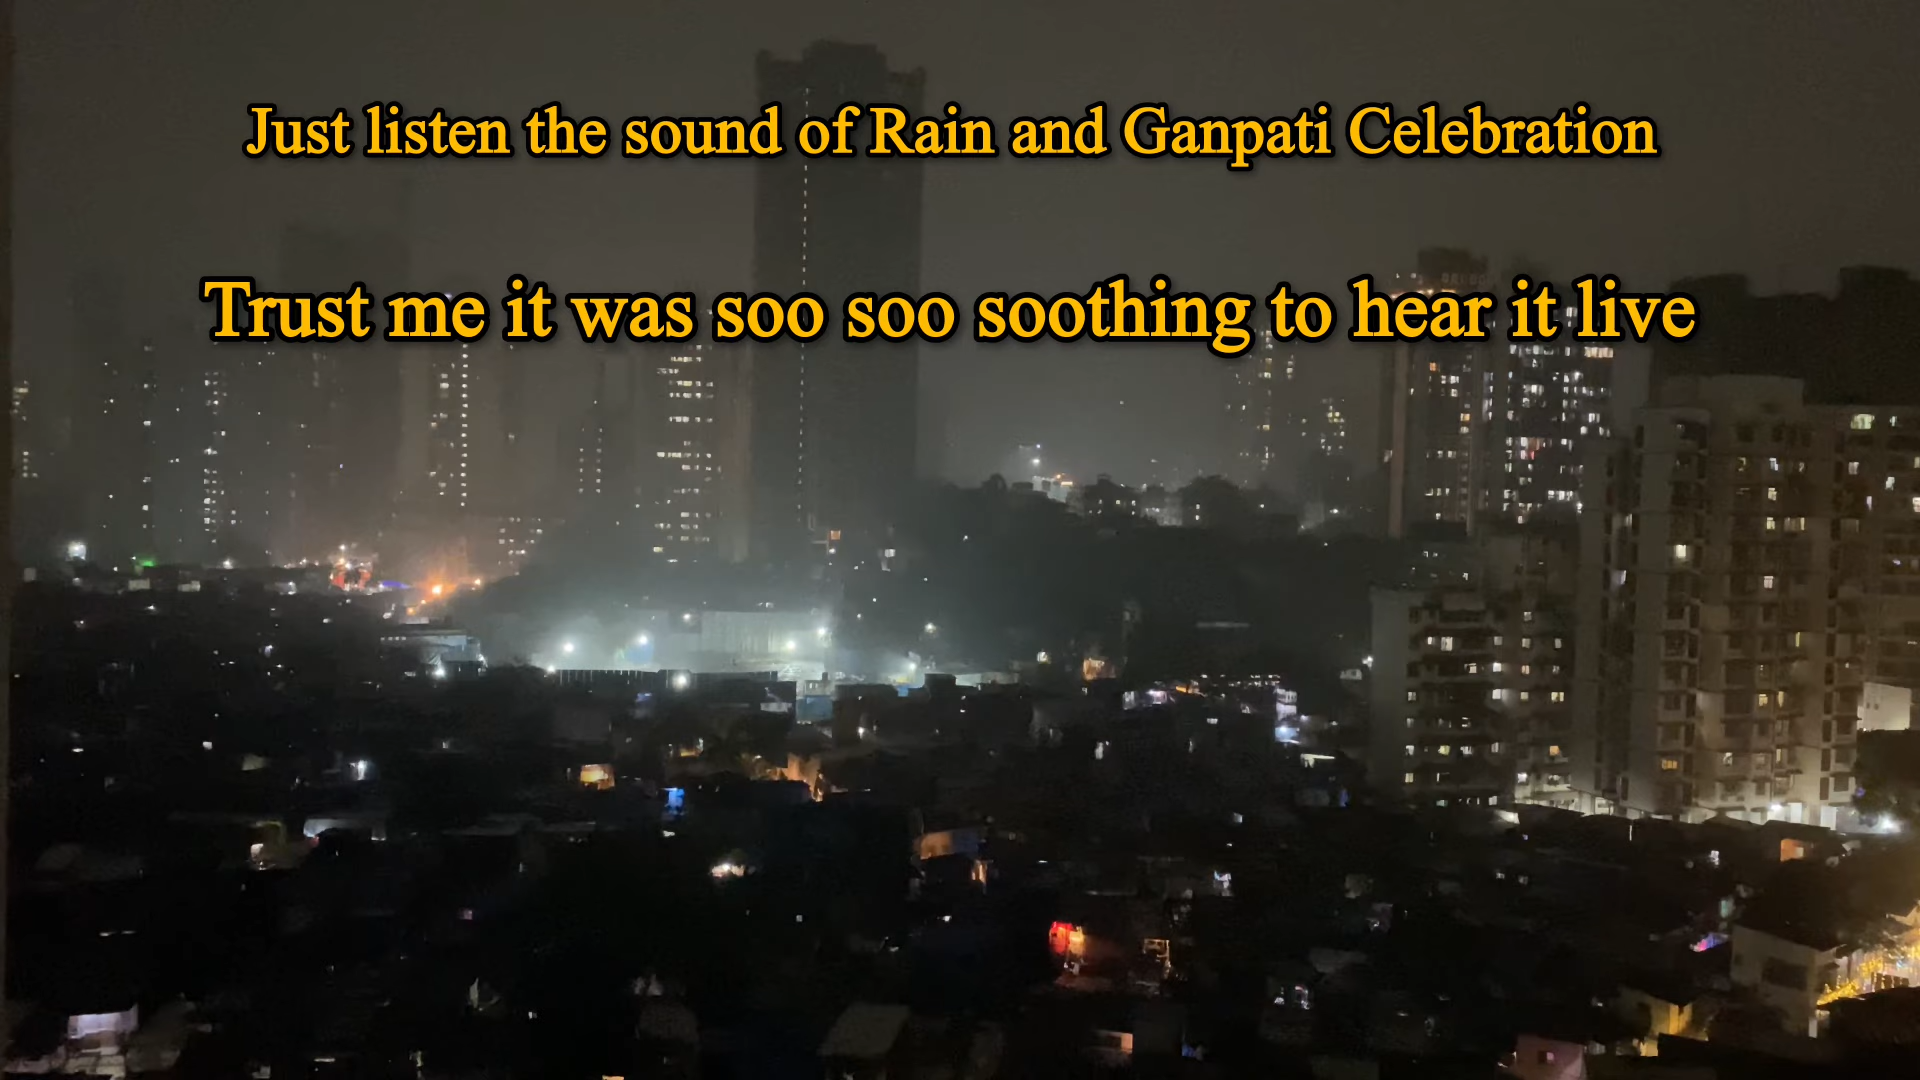 Just listen the sound of Rain and Ganpati Celebration
Trust me it was soo soo soothing to hear it live